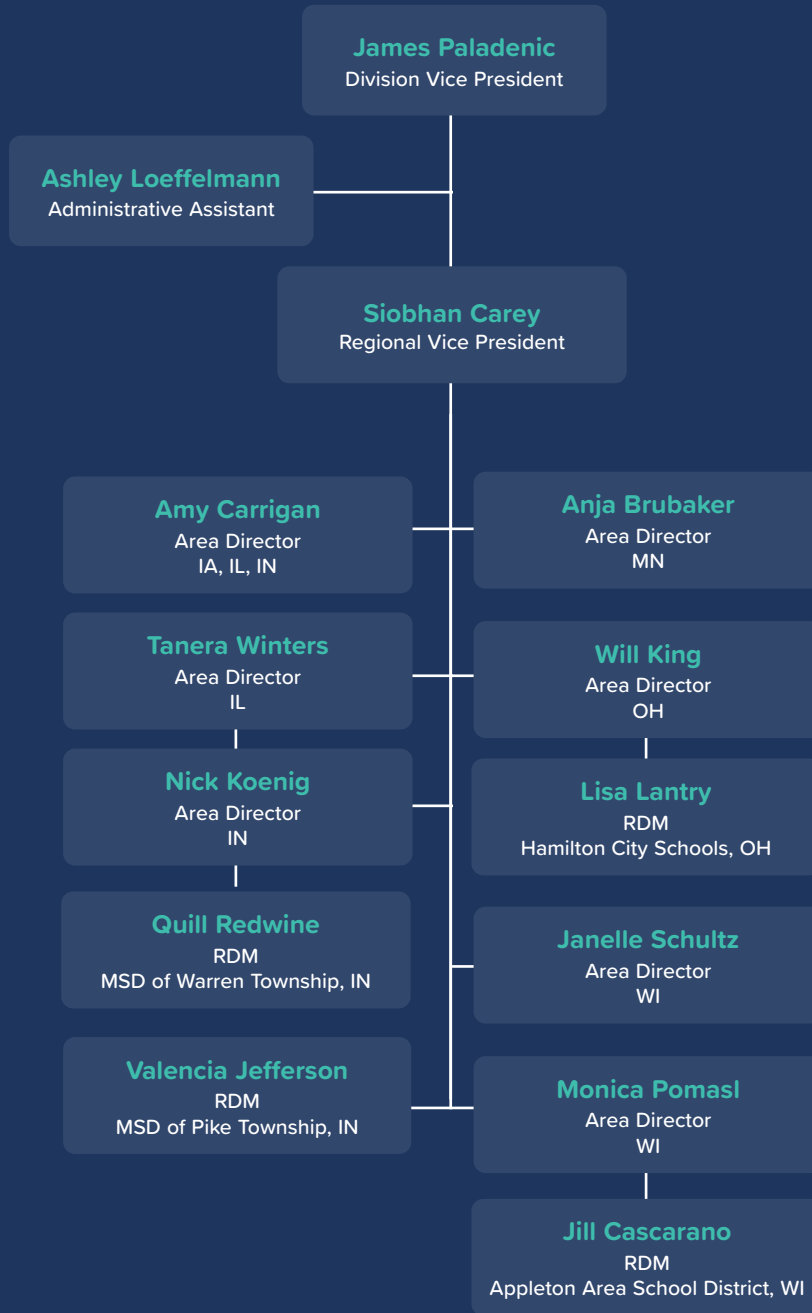 James Paladenic
Division Vice President
Ashley Loeffelmann
Administrative Assistant
Siobhan Carey
Regional Vice President
Amy Carrigan
Area Director
IA, IL, IN
Anja Brubaker
Area Director
MN
Tanera Winters
Area Director
IL
Will King
Area Director
OH
Nick Koenig
Area Director
IN
Lisa Lantry
RDM
Hamilton City Schools, OH
Quill Redwine
RDM
MSD of Warren Township, IN
Janelle Schultz
Area Director
WI
Valencia Jefferson
RDM
MSD of Pike Township, IN
Monica Pomasl
Area Director
WI
Jill Cascarano
RDM
Appleton Area School District, WI